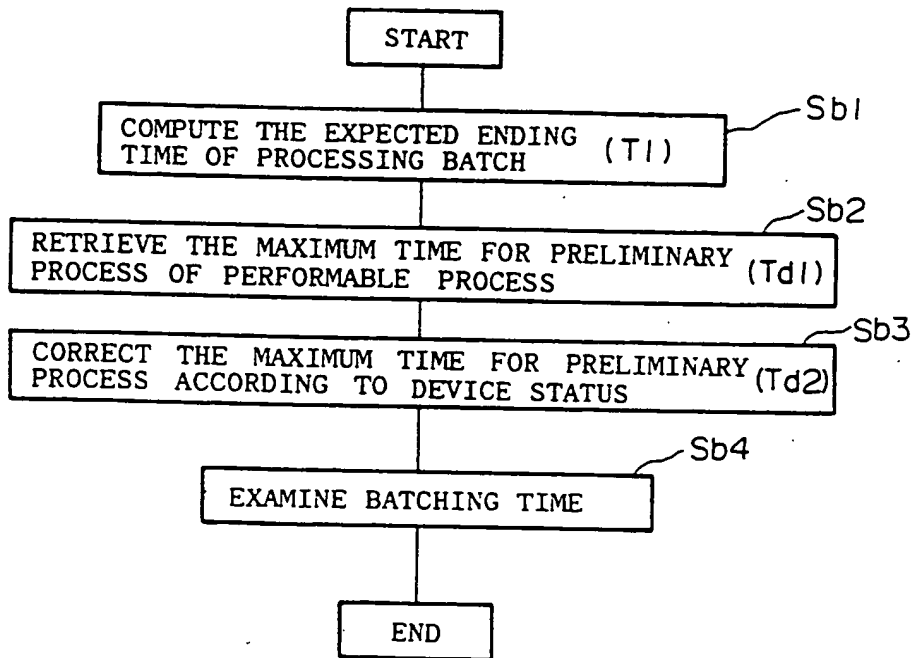 START
Sb1
COMPUTE THE EXPECTED ENDING
TIME OF PROCESSING BATCH (T1)
Sb2
RETRIEVE THE MAXIMUM TIME FOR PRELIMINARY
PROCESS OF PERFORMABLE PROCESS (Td1)
Sb3
CORRECT THE MAXIMUM TIME FOR PRELIMINARY
PROCESS ACCORDING TO DEVICE STATUS (Td2)
Sb4
EXAMINE BATCHING TIME
END